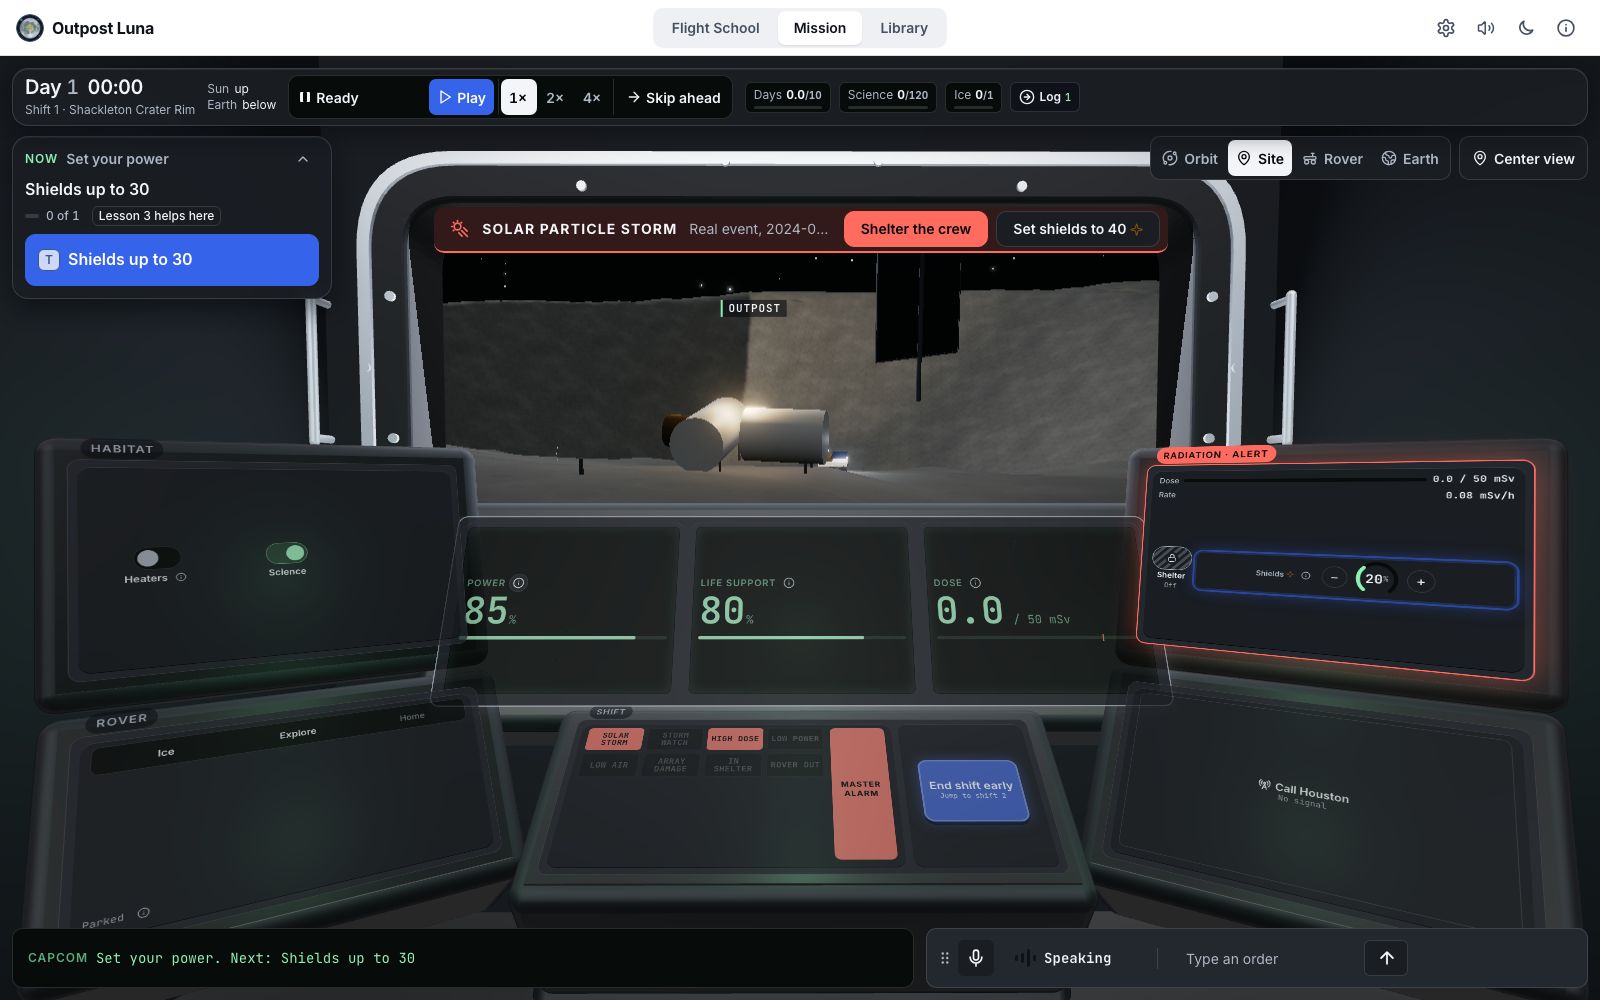 Outpost Luna
Flight School
Mission
Library
Day 1 00:00
Shift 1 · Shackleton Crater Rim
Sun up
Earth below
Ready
Play
1×
2×
4×
Skip ahead
Days 0.0/10
Science 0/120
Ice 0/1
Log 1
NOW Set your power
Shields up to 30
0 of 1
Lesson 3 helps here
T Shields up to 30
Orbit
Site
Rover
Earth
Center view
SOLAR PARTICLE STORM Real event, 2024-0...
Shelter the crew
Set shields to 40
OUTPOST
HABITAT
Heaters
Science
RADIATION · ALERT
Dose 0.0 / 50 mSv
Rate 0.08 mSv/h
Shelter
Off
Shields
− 20% +
POWER
85%
LIFE SUPPORT
80%
DOSE
0.0 / 50 mSv
ROVER
Ice
Explore
Home
Parked
SHIFT
SOLAR STORM
STORM WATCH
HIGH DOSE
LOW POWER
LOW AIR
ARRAY DAMAGE
IN SHELTER
ROVER OUT
MASTER ALARM
End shift early
Jump to shift 2
Call Houston
No signal
CAPCOM Set your power. Next: Shields up to 30
Speaking
Type an order